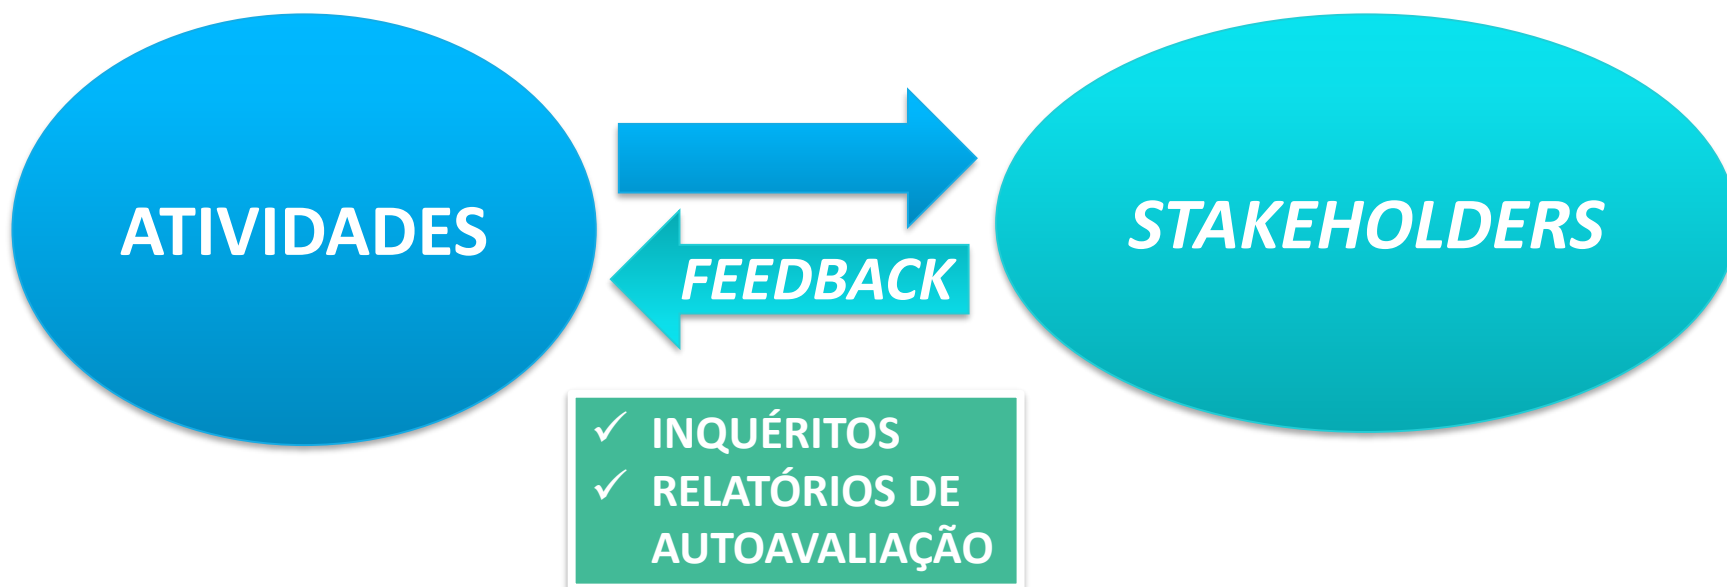 ATIVIDADES
STAKEHOLDERS
FEEDBACK
✓ INQUÉRITOS
✓ RELATÓRIOS DE
AUTOAVALIAÇÃO